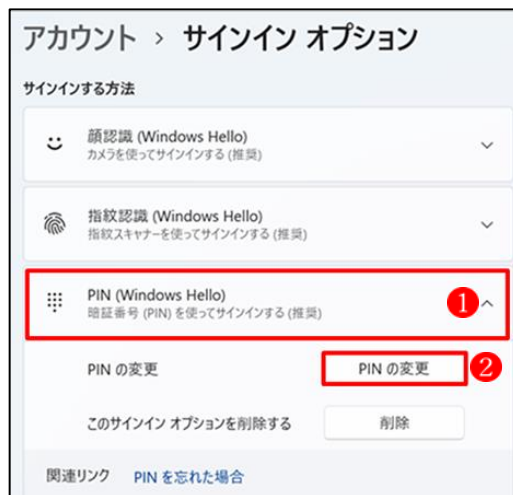 アカウント › サインイン オプション
サインインする方法
顔認識 (Windows Hello)
カメラを使ってサインインする (推奨)
指紋認識 (Windows Hello)
指紋スキャナーを使ってサインインする (推奨)
PIN (Windows Hello)
暗証番号 (PIN) を使ってサインインする (推奨)
1
PIN の変更 PIN の変更 2
このサインイン オプションを削除する 削除
関連リンク PIN を忘れた場合